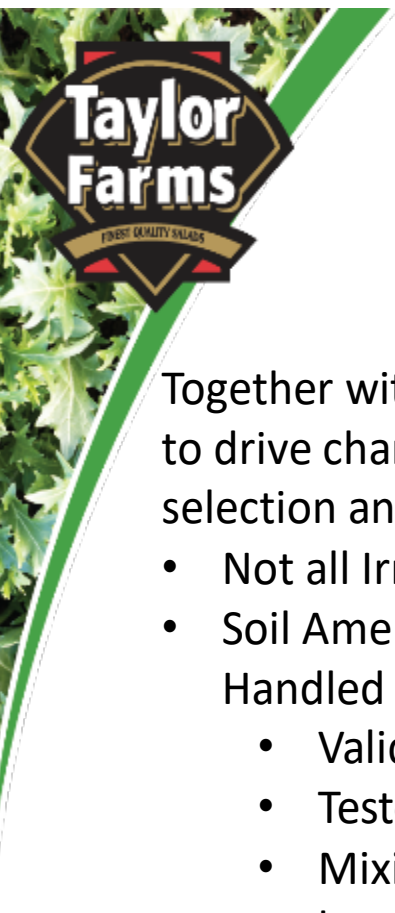 Taylor
Farms
FINEST QUALITY SALADS
Together wit
to drive char
selection an
• Not all Irr
• Soil Ame
Handled
• Valid
• Test
• Mixi